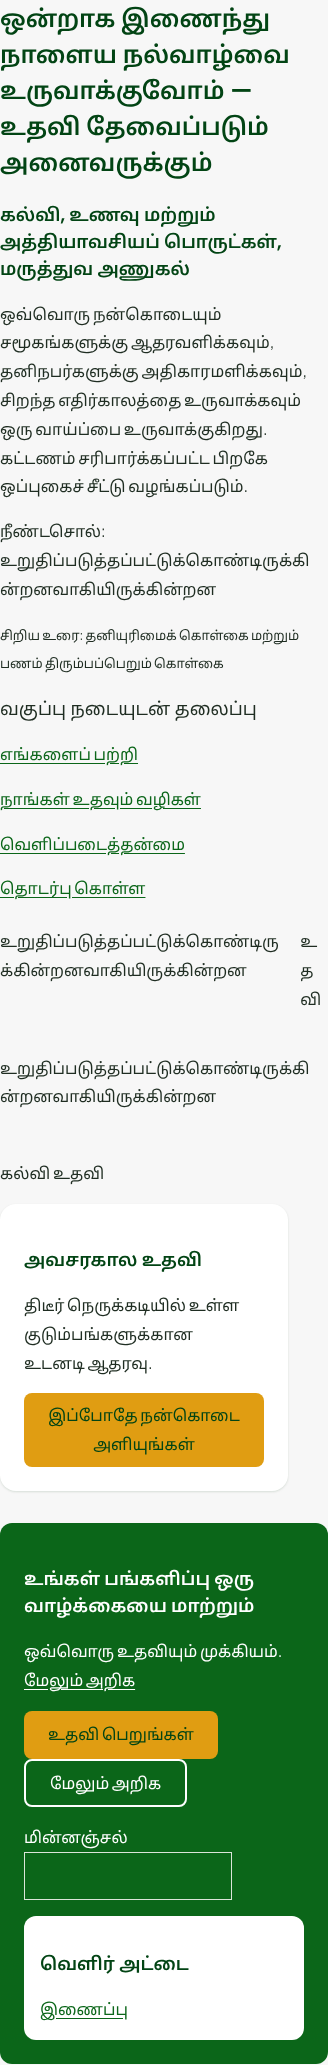 ஒன்றாக இணைந்து
நாளைய நல்வாழ்வை
உருவாக்குவோம் —
உதவி தேவைப்படும்
அனைவருக்கும்
கல்வி, உணவு மற்றும்
அத்தியாவசியப் பொருட்கள்,
மருத்துவ அணுகல்
ஒவ்வொரு நன்கொடையும்
சமூகங்களுக்கு ஆதரவளிக்கவும்,
தனிநபர்களுக்கு அதிகாரமளிக்கவும்,
சிறந்த எதிர்காலத்தை உருவாக்கவும்
ஒரு வாய்ப்பை உருவாக்குகிறது.
கட்டணம் சரிபார்க்கப்பட்ட பிறகே
ஒப்புகைச் சீட்டு வழங்கப்படும்.
நீண்டசொல்:
உறுதிப்படுத்தப்பட்டுக்கொண்டிருக்கி
ன்றனவாகியிருக்கின்றன
சிறிய உரை: தனியுரிமைக் கொள்கை மற்றும்
பணம் திரும்பப்பெறும் கொள்கை
வகுப்பு நடையுடன் தலைப்பு
எங்களைப் பற்றி
நாங்கள் உதவும் வழிகள்
வெளிப்படைத்தன்மை
தொடர்பு கொள்ள
உறுதிப்படுத்தப்பட்டுக்கொண்டிரு
க்கின்றனவாகியிருக்கின்றன
உ
த
வி
உறுதிப்படுத்தப்பட்டுக்கொண்டிருக்கி
ன்றனவாகியிருக்கின்றன
கல்வி உதவி
அவசரகால உதவி
திடீர் நெருக்கடியில் உள்ள
குடும்பங்களுக்கான
உடனடி ஆதரவு.
இப்போதே நன்கொடை
அளியுங்கள்
உங்கள் பங்களிப்பு ஒரு
வாழ்க்கையை மாற்றும்
ஒவ்வொரு உதவியும் முக்கியம்.
மேலும் அறிக
உதவி பெறுங்கள்
மேலும் அறிக
மின்னஞ்சல்
வெளிர் அட்டை
இணைப்பு